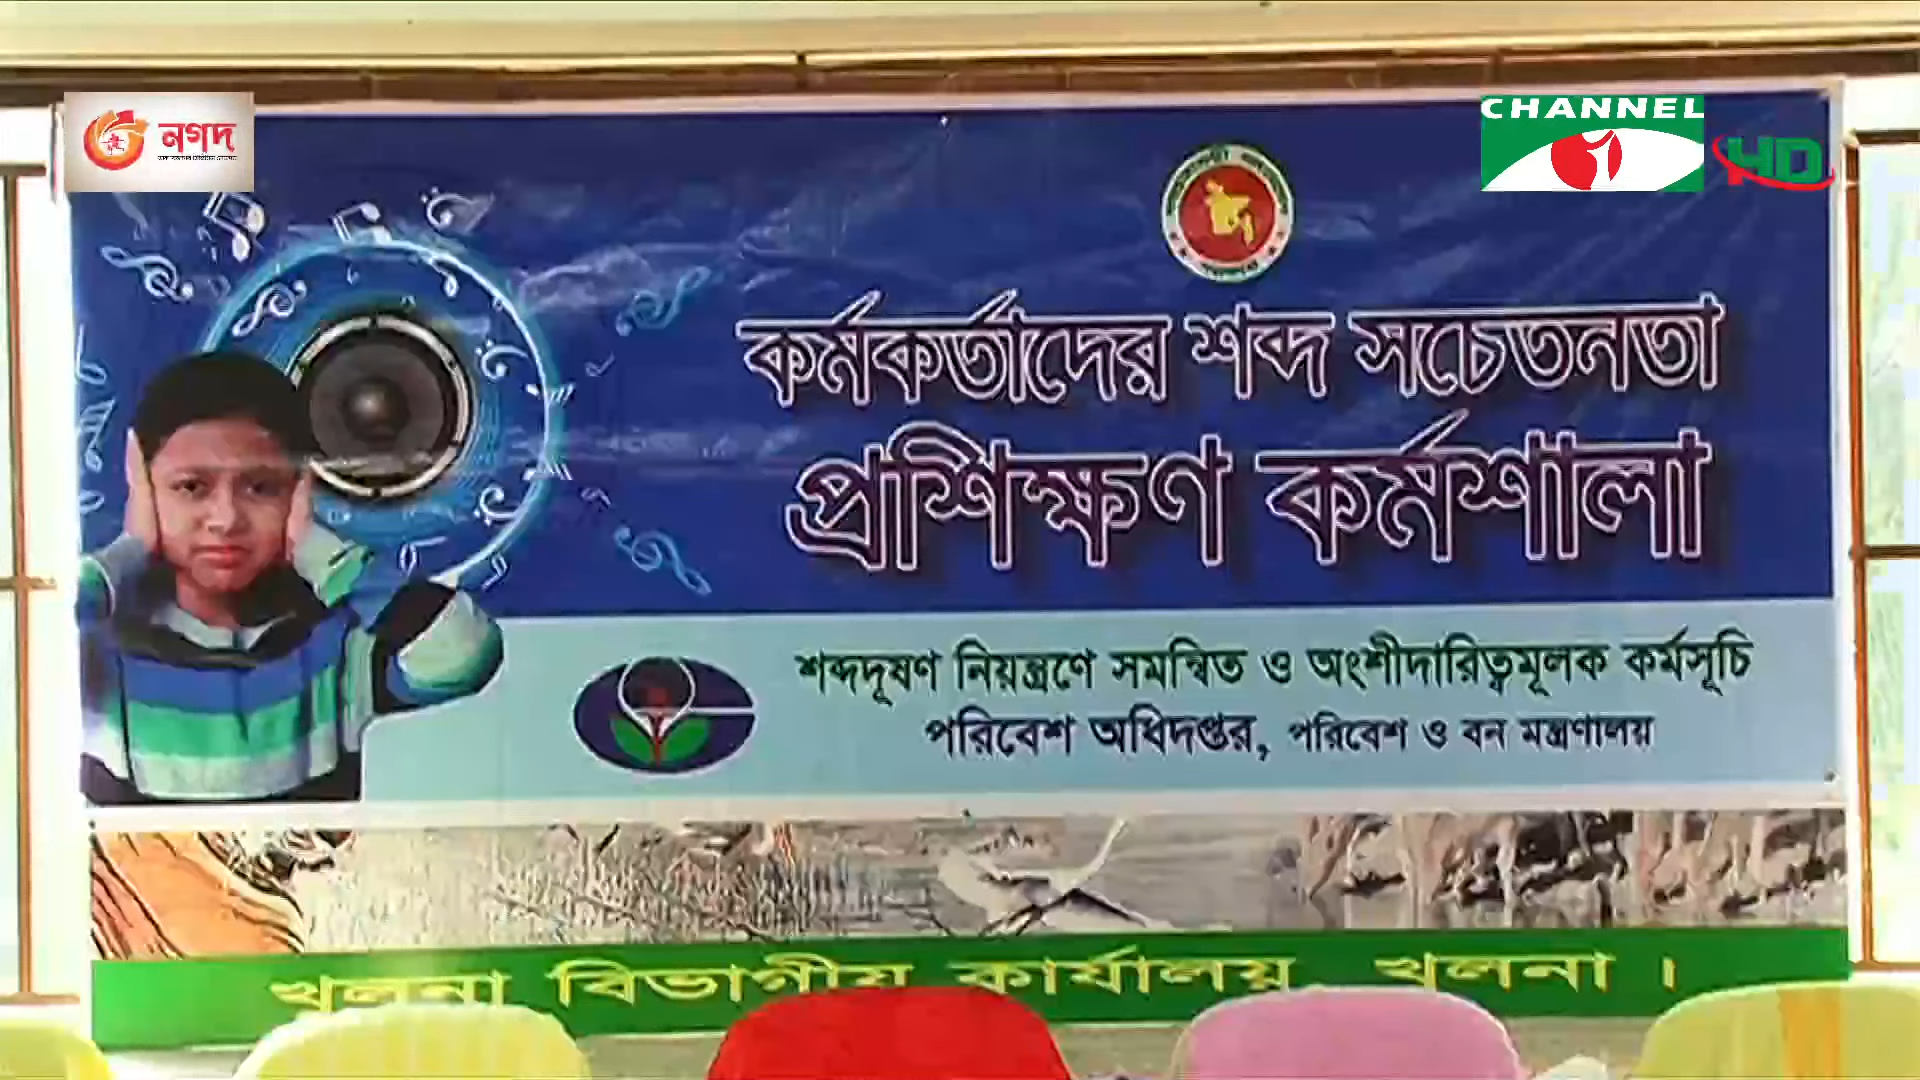 নগদ
CHANNEL i HD
কর্মকর্তাদের শব্দ সচেতনতা
প্রশিক্ষণ কর্মশালা
শব্দদূষণ নিয়ন্ত্রণে সমন্বিত ও অংশীদারিত্বমূলক কর্মসূচি
পরিবেশ অধিদপ্তর, পরিবেশ ও বন মন্ত্রণালয়
খুলনা বিভাগীয় কার্যালয়, খুলনা।